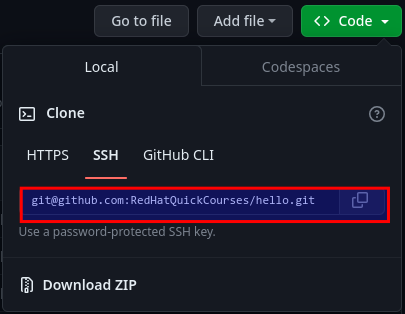 Go to file Add file Code
Local Codespaces
Clone
HTTPS SSH GitHub CLI
git@github.com:RedHatQuickCourses/hello.git
Use a password-protected SSH key.
Download ZIP